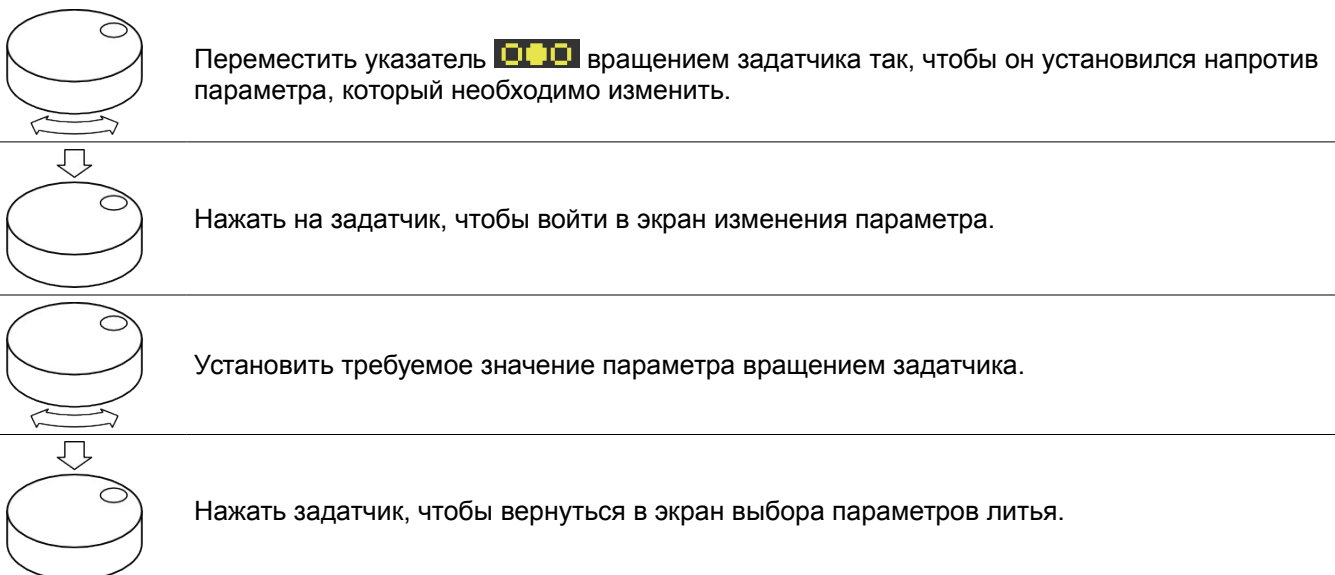 Переместить указатель вращением задатчика так, чтобы он установился напротив
параметра, который необходимо изменить.
Нажать на задатчик, чтобы войти в экран изменения параметра.
Установить требуемое значение параметра вращением задатчика.
Нажать задатчик, чтобы вернуться в экран выбора параметров литья.